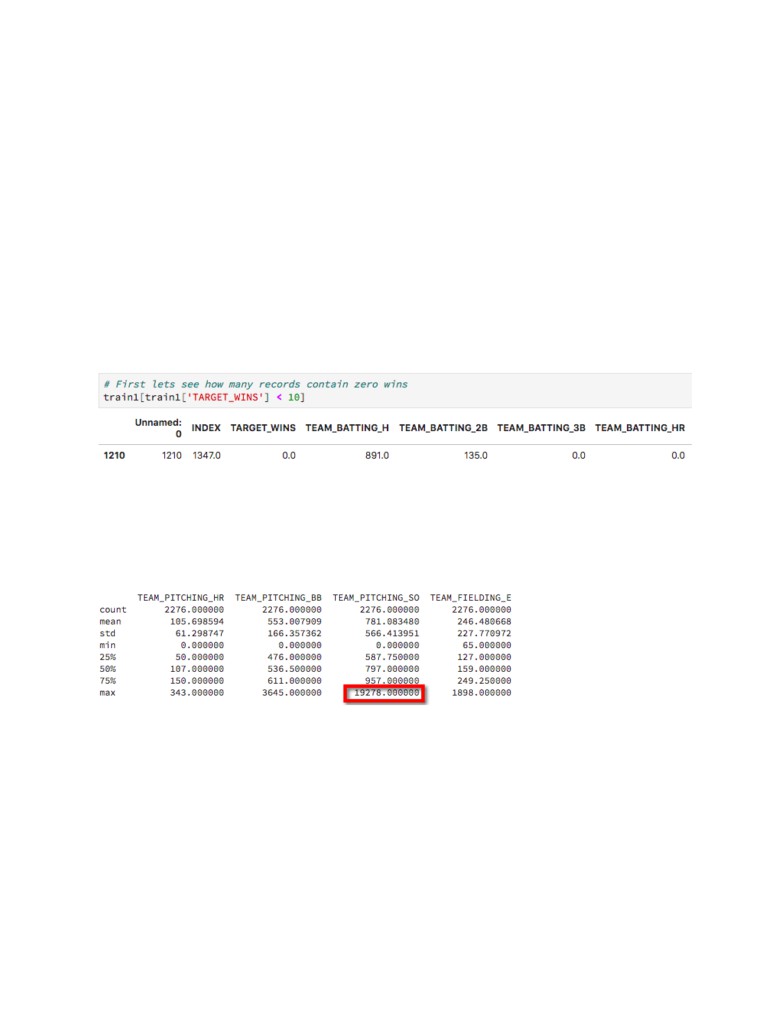 # First lets see how many records contain zero wins
train1[train1['TARGET_WINS'] < 10]
Unnamed: 0 INDEX TARGET_WINS TEAM_BATTING_H TEAM_BATTING_2B TEAM_BATTING_3B TEAM_BATTING_HR
1210 1210 1347.0 0.0 891.0 135.0 0.0 0.0
TEAM_PITCHING_HR TEAM_PITCHING_BB TEAM_PITCHING_SO TEAM_FIELDING_E
count 2276.000000 2276.000000 2276.000000 2276.000000
mean 105.698594 553.007909 781.083480 246.480668
std 61.298747 166.357362 566.413951 227.770972
min 0.000000 0.000000 0.000000 65.000000
25% 50.000000 476.000000 587.750000 127.000000
50% 107.000000 536.500000 797.000000 159.000000
75% 150.000000 611.000000 957.000000 249.250000
max 343.000000 3645.000000 19278.000000 1898.000000